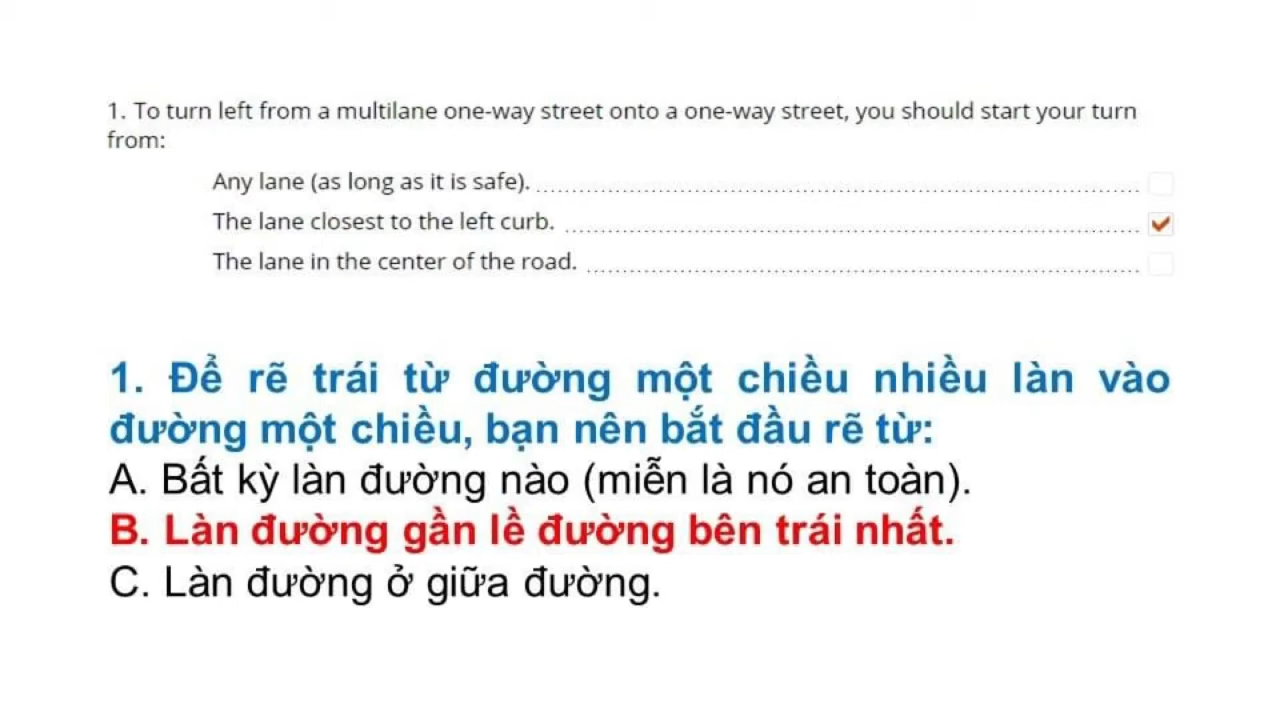 1. To turn left from a multilane one-way street onto a one-way street, you should start your turn
from:
Any lane (as long as it is safe).
The lane closest to the left curb.
The lane in the center of the road.
1. Để rẽ trái từ đường một chiều nhiều làn vào
đường một chiều, bạn nên bắt đầu rẽ từ:
A. Bất kỳ làn đường nào (miễn là nó an toàn).
B. Làn đường gần lề đường bên trái nhất.
C. Làn đường ở giữa đường.